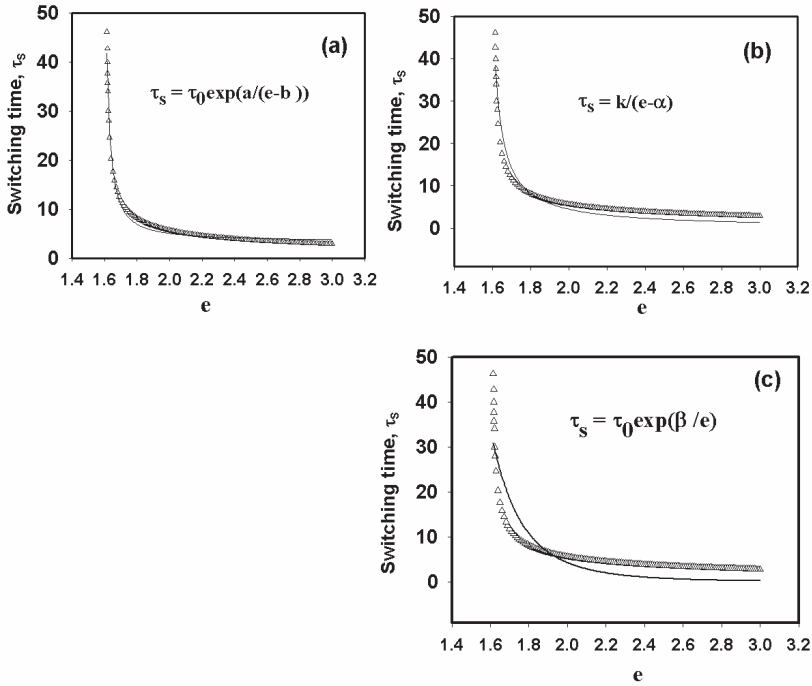 (a)
τs = τ0exp(a/(e-b ))
Switching time, τs
50
40
30
20
10
0
1.4 1.6 1.8 2.0 2.2 2.4 2.6 2.8 3.0 3.2
e
(b)
τs = k/(e-α)
Switching time, τs
50
40
30
20
10
0
1.4 1.6 1.8 2.0 2.2 2.4 2.6 2.8 3.0 3.2
e
(c)
τs = τ0exp(β /e)
Switching time, τs
50
40
30
20
10
0
1.4 1.6 1.8 2.0 2.2 2.4 2.6 2.8 3.0 3.2
e